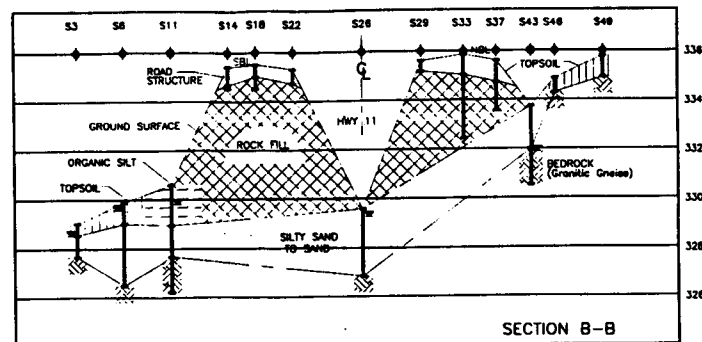 S3 S6 S11 S14 S18 S22 S26 S29 S33 S37 S43 S46 S49
336
SBL
NBL
TOPSOIL
ROAD
STRUCTURE
℄
334
GROUND SURFACE
HWY 11
ROCK FILL
332
ORGANIC SILT
BEDROCK
(Granitic Gneiss)
TOPSOIL
330
SILTY SAND
TO SAND
328
326
SECTION B-B